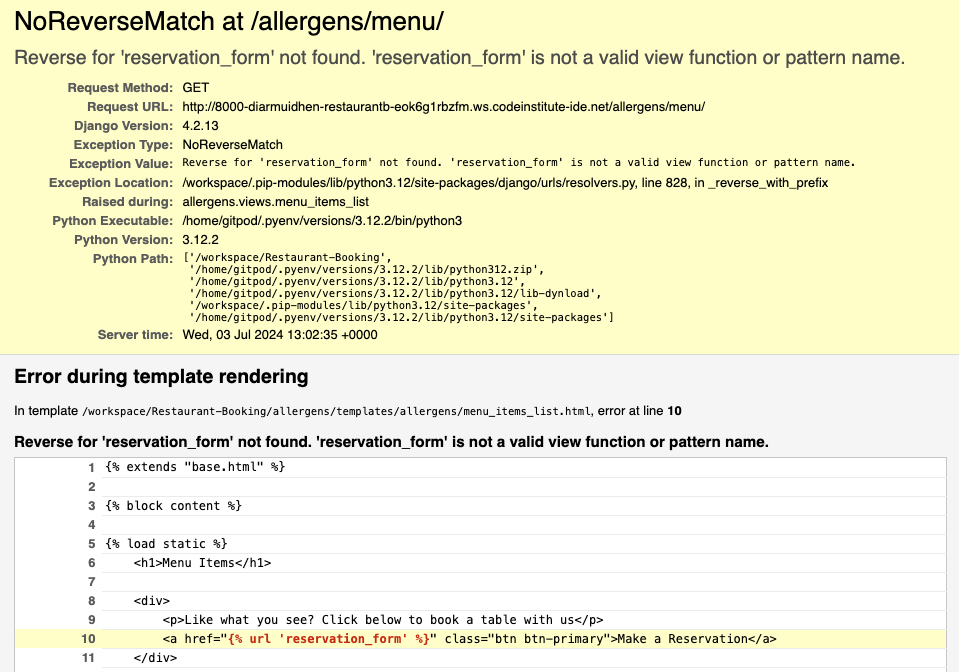 NoReverseMatch at /allergens/menu/
Reverse for 'reservation_form' not found. 'reservation_form' is not a valid view function or pattern name.
Request Method: GET
Request URL: http://8000-diarmuidhen-restaurantb-eok6g1rbzfm.ws.codeinstitute-ide.net/allergens/menu/
Django Version: 4.2.13
Exception Type: NoReverseMatch
Exception Value: Reverse for 'reservation_form' not found. 'reservation_form' is not a valid view function or pattern name.
Exception Location: /workspace/.pip-modules/lib/python3.12/site-packages/django/urls/resolvers.py, line 828, in _reverse_with_prefix
Raised during: allergens.views.menu_items_list
Python Executable: /home/gitpod/.pyenv/versions/3.12.2/bin/python3
Python Version: 3.12.2
Python Path: ['/workspace/Restaurant-Booking',
'/home/gitpod/.pyenv/versions/3.12.2/lib/python312.zip',
'/home/gitpod/.pyenv/versions/3.12.2/lib/python3.12',
'/home/gitpod/.pyenv/versions/3.12.2/lib/python3.12/lib-dynload',
'/workspace/.pip-modules/lib/python3.12/site-packages',
'/home/gitpod/.pyenv/versions/3.12.2/lib/python3.12/site-packages']
Server time: Wed, 03 Jul 2024 13:02:35 +0000
Error during template rendering
In template /workspace/Restaurant-Booking/allergens/templates/allergens/menu_items_list.html, error at line 10
Reverse for 'reservation_form' not found. 'reservation_form' is not a valid view function or pattern name.
1 {% extends "base.html" %}
2
3 {% block content %}
4
5 {% load static %}
6 <h1>Menu Items</h1>
7
8 <div>
9 <p>Like what you see? Click below to book a table with us</p>
10 <a href="{% url 'reservation_form' %}" class="btn btn-primary">Make a Reservation</a>
11 </div>